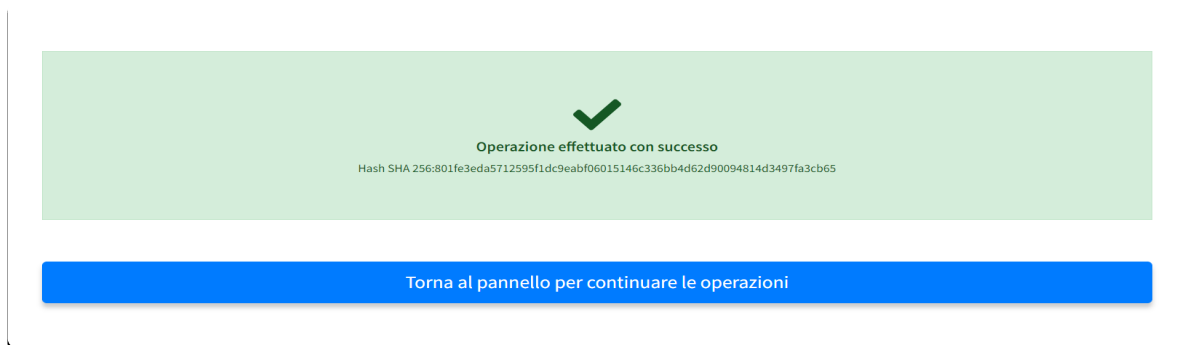 Operazione effettuato con successo
Hash SHA 256:801fe3eda5712595f1dc9eabf06015146c336bb4d62d90094814d3497fa3cb65
Torna al pannello per continuare le operazioni